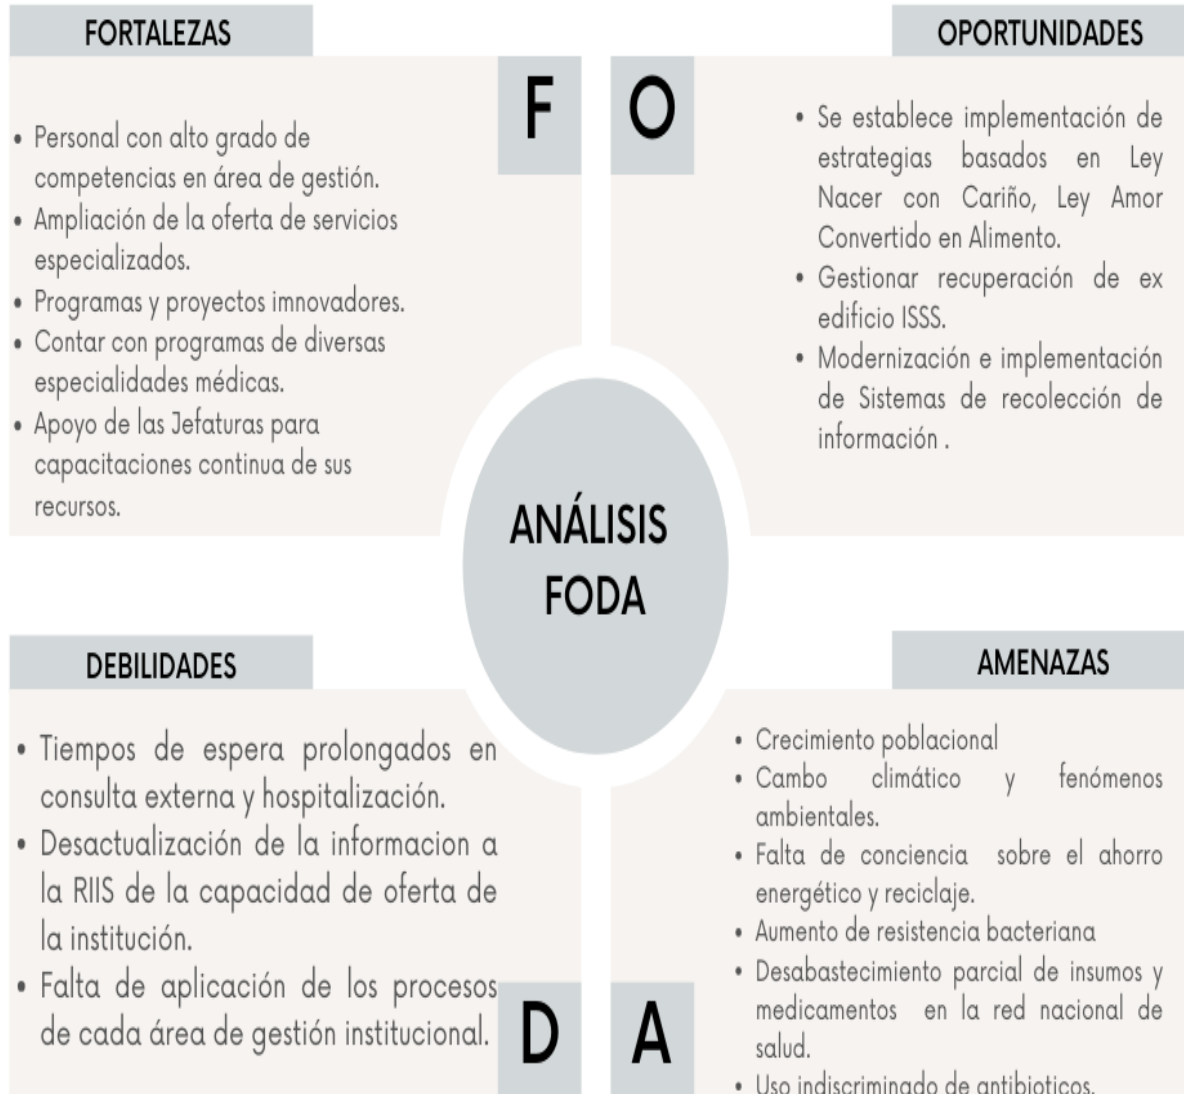 FORTALEZAS
F
• Personal con alto grado de
competencias en área de gestión.
• Ampliación de la oferta de servicios
especializados.
• Programas y proyectos imnovadores.
• Contar con programas de diversas
especialidades médicas.
• Apoyo de las Jefaturas para
capacitaciones continua de sus
recursos.
OPORTUNIDADES
O
• Se establece implementación de
estrategias basados en Ley
Nacer con Cariño, Ley Amor
Convertido en Alimento.
• Gestionar recuperación de ex
edificio ISSS.
• Modernización e implementación
de Sistemas de recolección de
información .
ANÁLISIS
FODA
DEBILIDADES
• Tiempos de espera prolongados en
consulta externa y hospitalización.
• Desactualización de la informacion a
la RIIS de la capacidad de oferta de
la institución.
• Falta de aplicación de los procesos
de cada área de gestión institucional.
D
AMENAZAS
• Crecimiento poblacional
• Cambo climático y fenómenos
ambientales.
• Falta de conciencia sobre el ahorro
energético y reciclaje.
• Aumento de resistencia bacteriana
• Desabastecimiento parcial de insumos y
medicamentos en la red nacional de
salud.
• Uso indiscriminado de antibioticos.
A